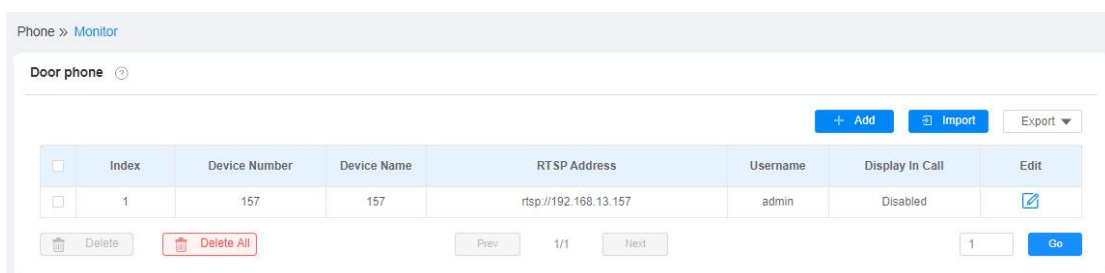 Phone » Monitor
Door phone ?
+ Add Import Export
Index Device Number Device Name RTSP Address Username Display In Call Edit
1 157 157 rtsp://192.168.13.157 admin Disabled
Delete Delete All Prev 1/1 Next 1 Go